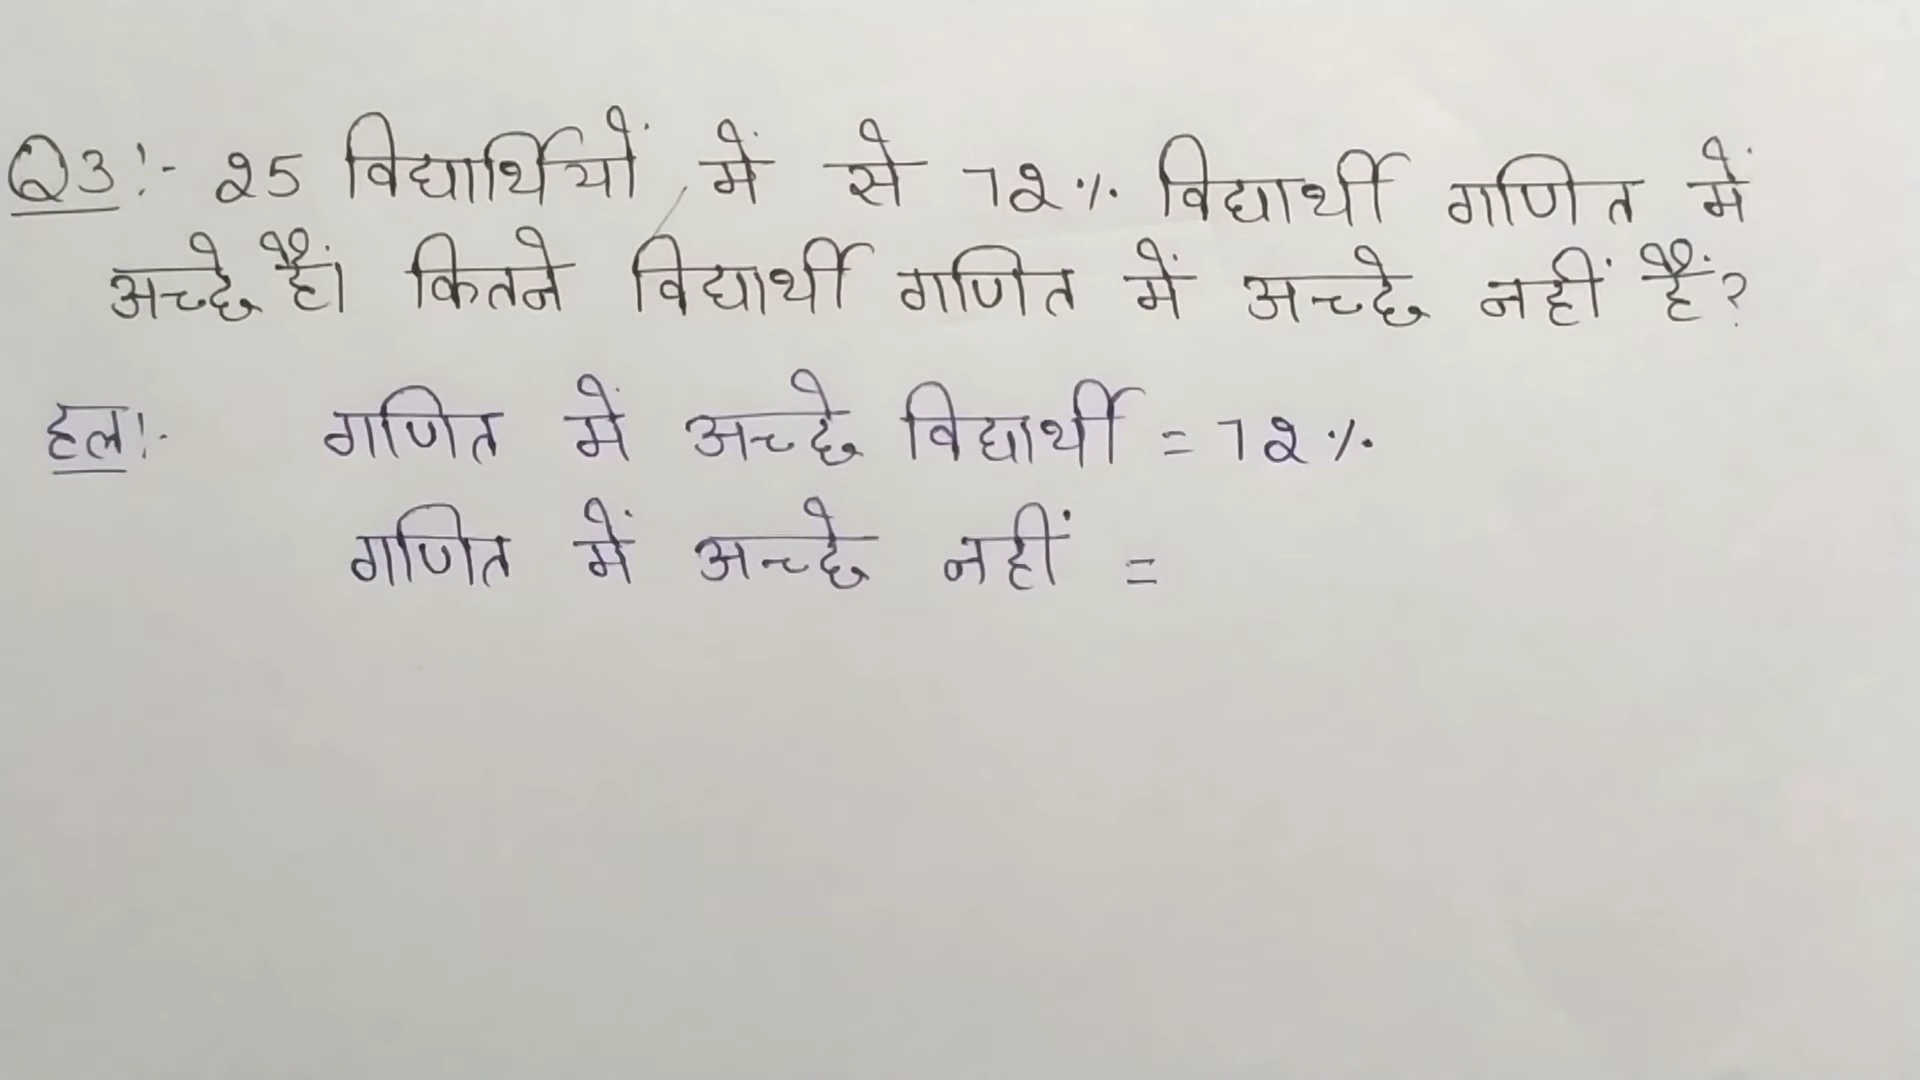 Q3:- 25 विद्यार्थियों में से 72% विद्यार्थी गणित में
अच्छे हैं। कितने विद्यार्थी गणित में अच्छे नहीं हैं?
हल:- गणित में अच्छे विद्यार्थी = 72%
गणित में अच्छे नहीं =